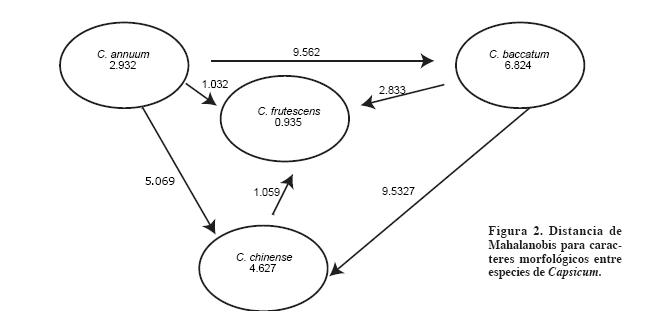 C. annuum
2.932
9.562
C. baccatum
6.824
1.032
2.833
C. frutescens
0.935
5.069
1.059
9.5327
C. chinense
4.627
Figura 2. Distancia de
Mahalanobis para carac-
teres morfológicos entre
especies de Capsicum.